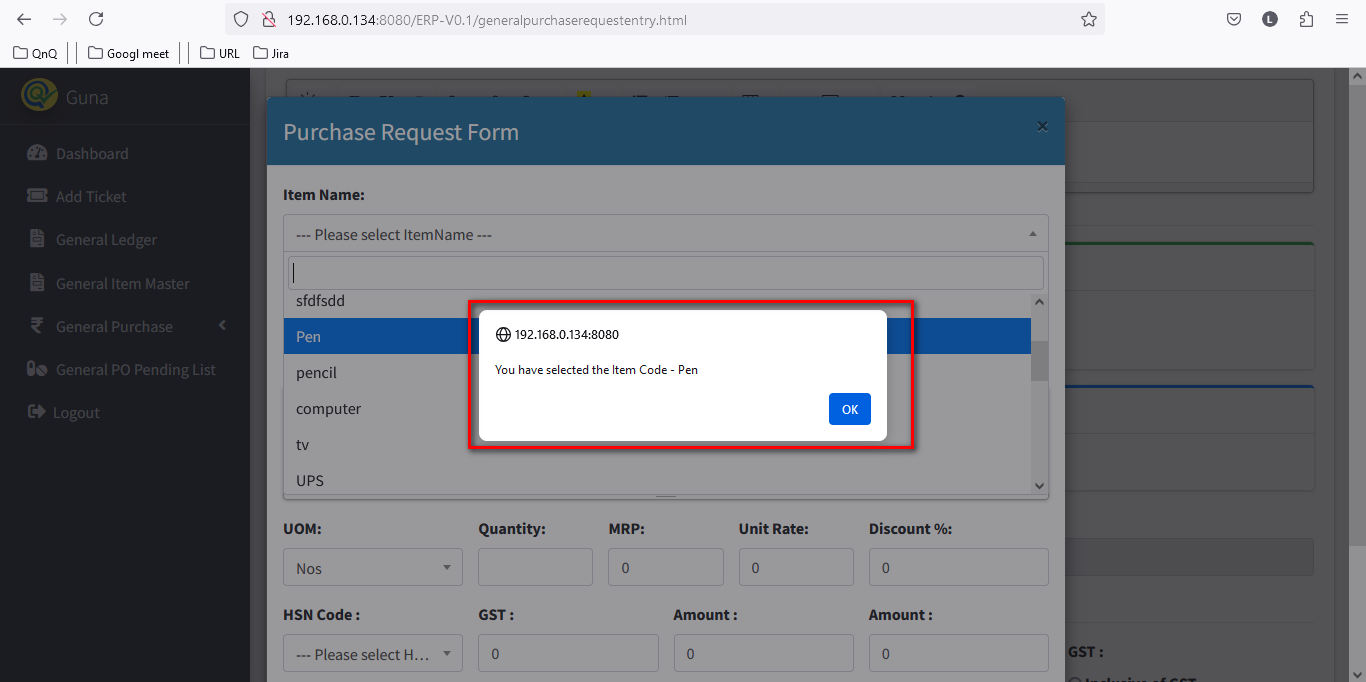 192.168.0.134:8080/ERP-V0.1/generalpurchaserequestentry.html
L
QnQ
Googl meet
URL
Jira
Guna
Dashboard
Add Ticket
General Ledger
General Item Master
General Purchase
General PO Pending List
Logout
Purchase Request Form
×
Item Name:
--- Please select ItemName ---
sfdfsdd
Pen
pencil
computer
tv
UPS
192.168.0.134:8080
You have selected the Item Code - Pen
OK
UOM: Quantity: MRP: Unit Rate: Discount %:
Nos 0 0 0
HSN Code : GST : Amount : Amount :
--- Please select H... 0 0 0
GST :
Inclusive of GST